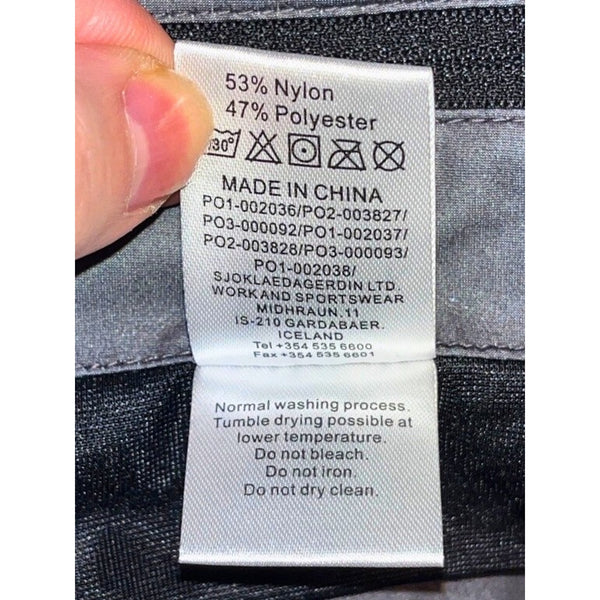 53% Nylon
47% Polyester
30°
MADE IN CHINA
PO1-002036/PO2-003827/
PO3-000092/PO1-002037/
PO2-003828/PO3-000093/
PO1-002038/
SJOKLAEDAGERDIN LTD.
WORK AND SPORTSWEAR
MIDHRAUN.11
IS-210 GARDABAER.
ICELAND
Tel +354 535 6600
Fax +354 535 6601
Normal washing process.
Tumble drying possible at
lower temperature.
Do not bleach.
Do not iron.
Do not dry clean.